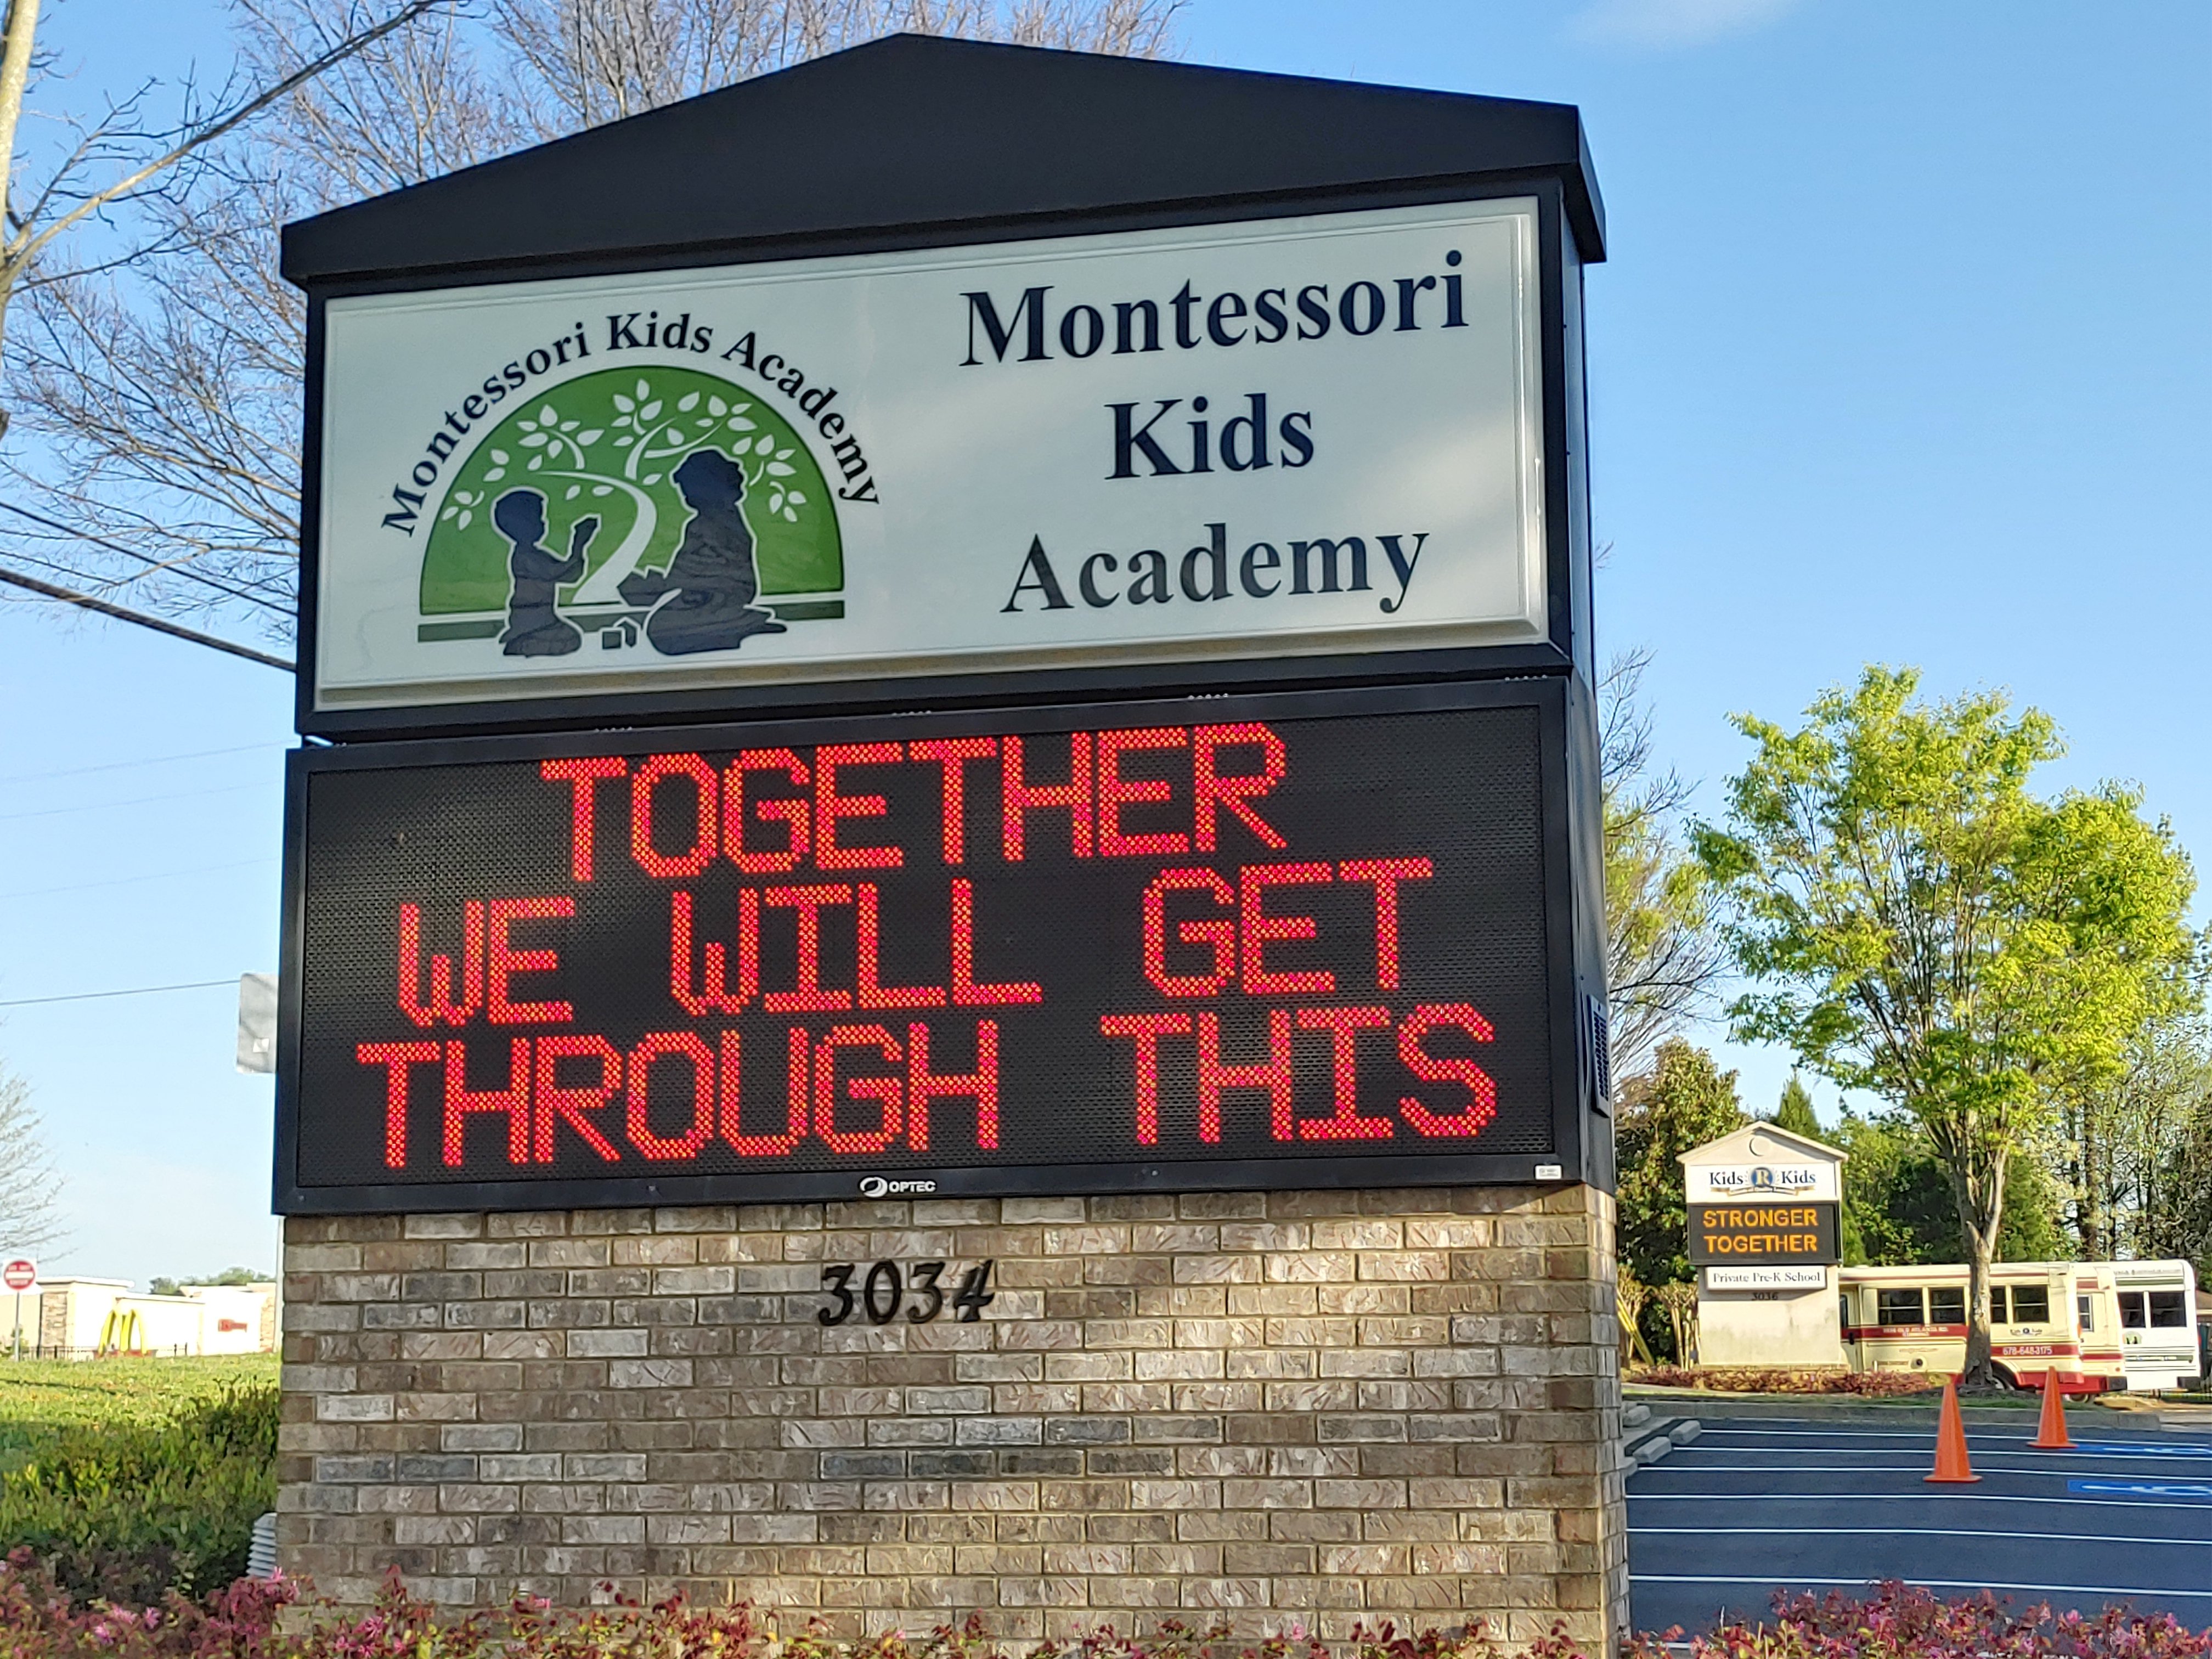 Montessori Kids Academy
Montessori
Kids
Academy
TOGETHER
WE WILL GET
THROUGH THIS
OPTEC
3034
Kids R Kids
STRONGER
TOGETHER
Private Pre-K School
3036
678-648-3175